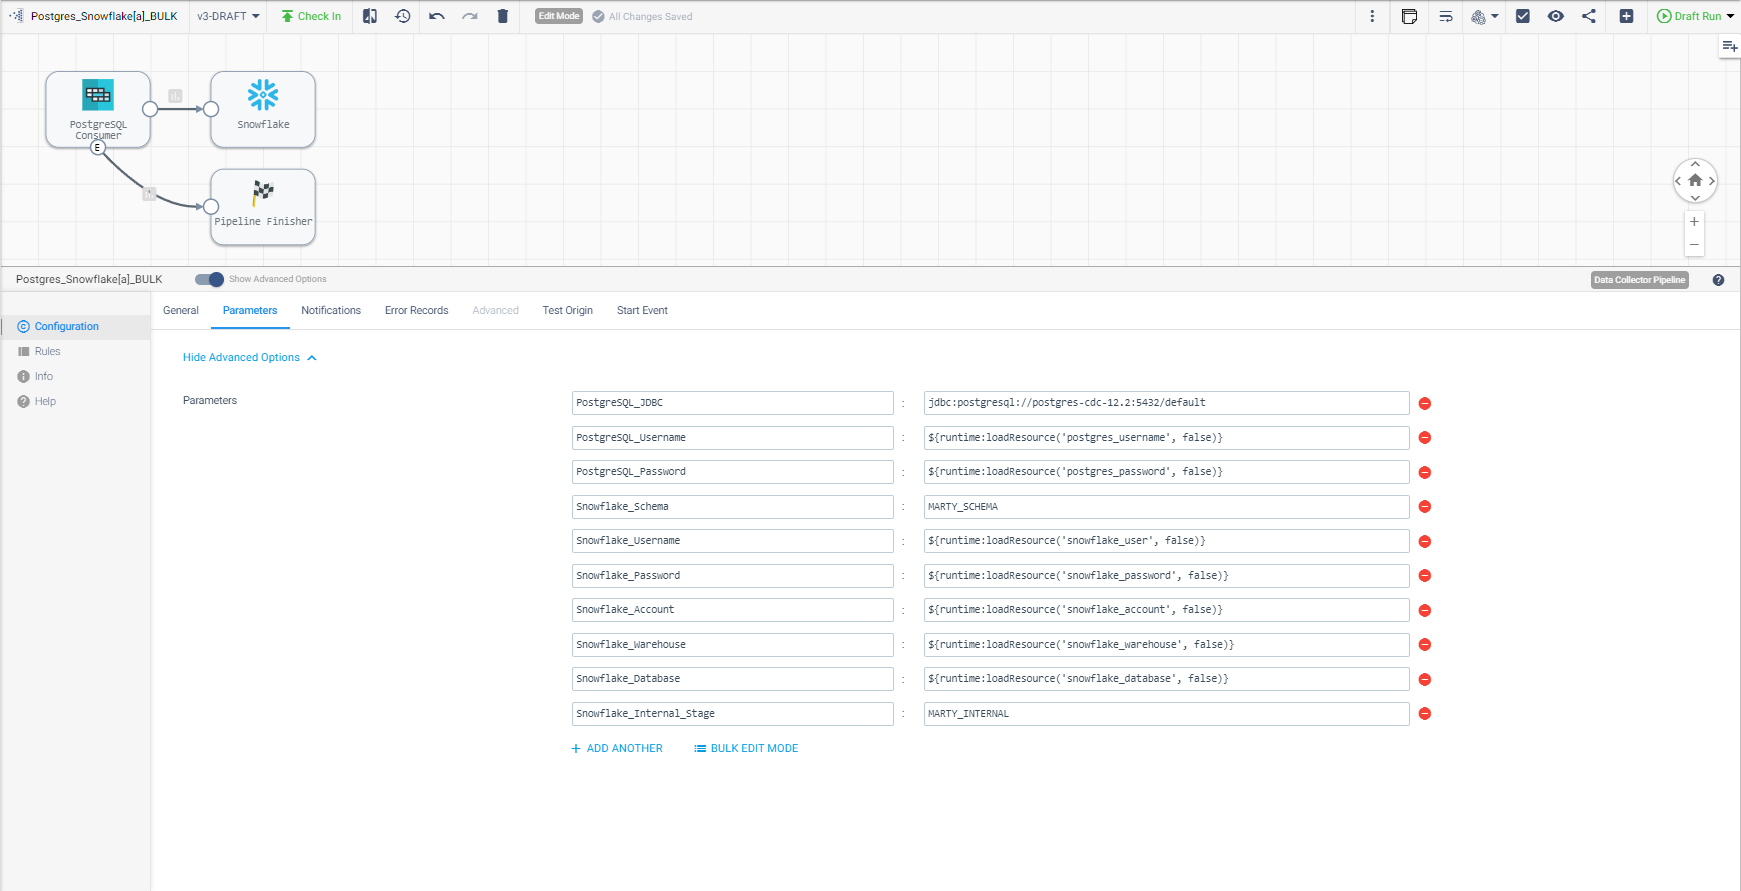 Postgres_Snowflake[a]_BULK v3-DRAFT Check In Edit Mode All Changes Saved Draft Run
PostgreSQL
Consumer
E
Snowflake
Pipeline Finisher
Postgres_Snowflake[a]_BULK Show Advanced Options Data Collector Pipeline
General Parameters Notifications Error Records Advanced Test Origin Start Event
Configuration
Rules
Info
Help
Hide Advanced Options
Parameters
PostgreSQL_JDBC : jdbc:postgresql://postgres-cdc-12.2:5432/default
PostgreSQL_Username : ${runtime:loadResource('postgres_username', false)}
PostgreSQL_Password : ${runtime:loadResource('postgres_password', false)}
Snowflake_Schema : MARTY_SCHEMA
Snowflake_Username : ${runtime:loadResource('snowflake_user', false)}
Snowflake_Password : ${runtime:loadResource('snowflake_password', false)}
Snowflake_Account : ${runtime:loadResource('snowflake_account', false)}
Snowflake_Warehouse : ${runtime:loadResource('snowflake_warehouse', false)}
Snowflake_Database : ${runtime:loadResource('snowflake_database', false)}
Snowflake_Internal_Stage : MARTY_INTERNAL
ADD ANOTHER BULK EDIT MODE